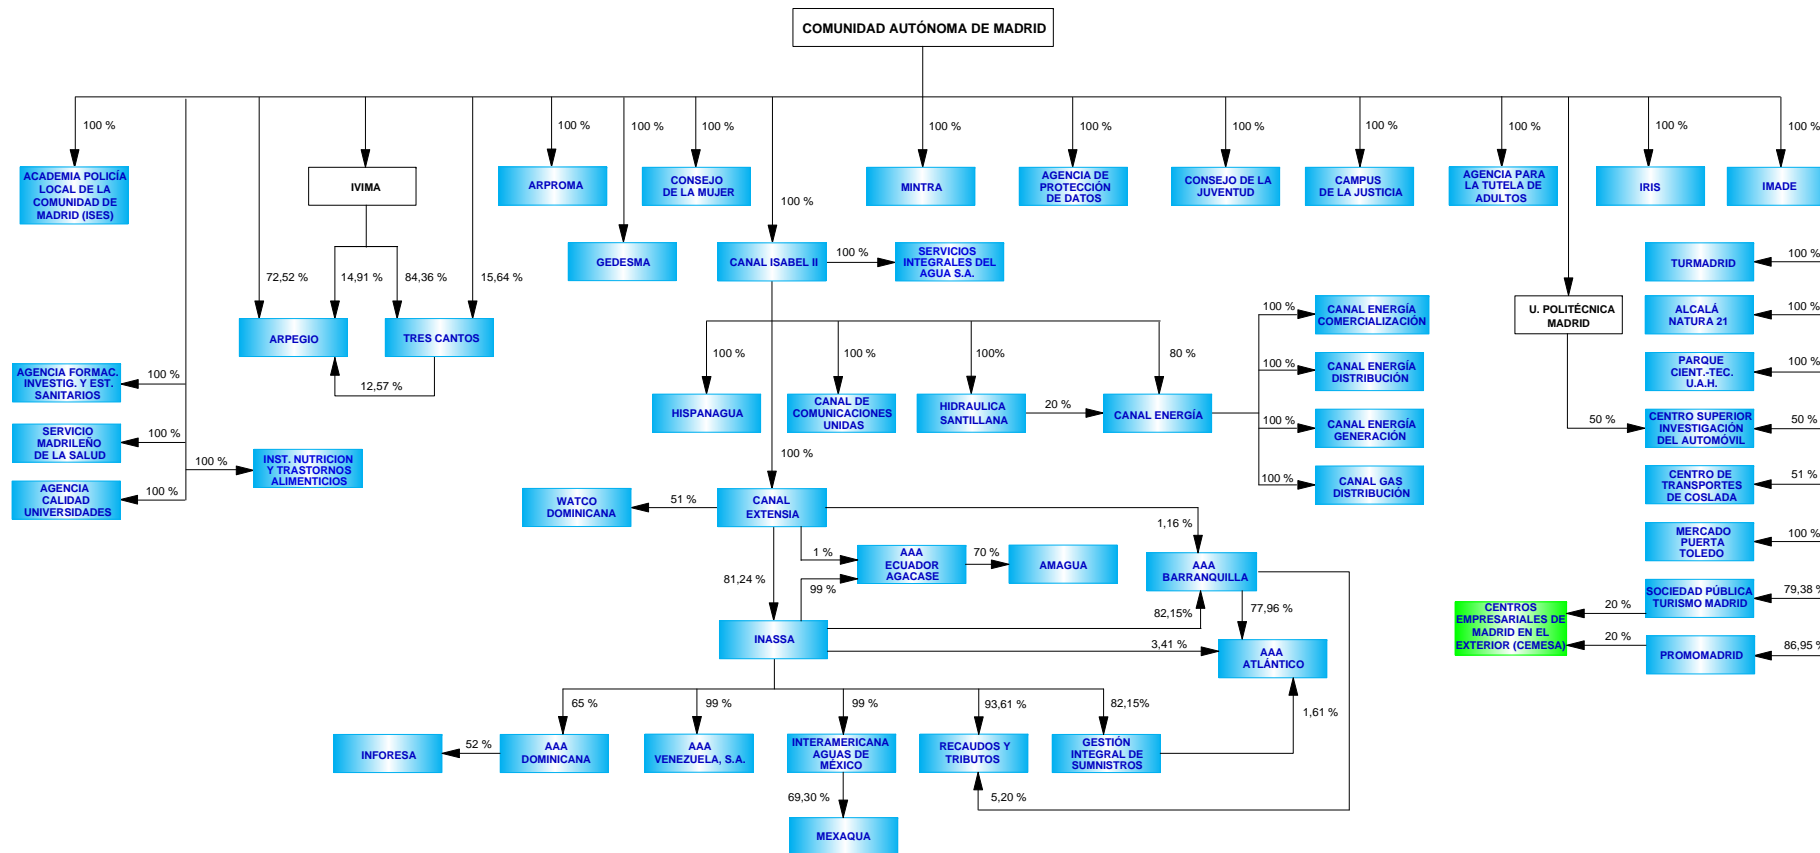 COMUNIDAD AUTÓNOMA DE MADRID
100 %
100 %
100 %
100 %
100 %
100 %
100 %
100 %
100 %
100 %
100 %
ACADEMIA POLICÍA
LOCAL DE LA
COMUNIDAD DE
MADRID (ISES)
IVIMA
ARPROMA
CONSEJO
DE LA MUJER
MINTRA
AGENCIA DE
PROTECCIÓN
DE DATOS
CONSEJO DE LA
JUVENTUD
CAMPUS
DE LA JUSTICIA
AGENCIA PARA
LA TUTELA DE
ADULTOS
IRIS
IMADE
100 %
GEDESMA
CANAL ISABEL II
100 %
SERVICIOS
INTEGRALES DEL
AGUA S.A.
72,52 %
14,91 %
84,36 %
15,64 %
TURMADRID
100 %
ARPEGIO
TRES CANTOS
12,57 %
100 %
CANAL ENERGÍA
COMERCIALIZACIÓN
U. POLITÉCNICA
MADRID
ALCALÁ
NATURA 21
100 %
100 %
100 %
100%
80 %
AGENCIA FORMAC.
INVESTIG. Y EST.
SANITARIOS
100 %
100 %
CANAL ENERGÍA
DISTRIBUCIÓN
PARQUE
CIENT.-TEC.
U.A.H.
100 %
HISPANAGUA
CANAL DE
COMUNICACIONES
UNIDAS
HIDRAULICA
SANTILLANA
20 %
CANAL ENERGÍA
100 %
CANAL ENERGÍA
GENERACIÓN
50 %
CENTRO SUPERIOR
INVESTIGACIÓN
DEL AUTOMÓVIL
50 %
SERVICIO
MADRILEÑO
DE LA SALUD
100 %
100 %
INST. NUTRICION
Y TRASTORNOS
ALIMENTICIOS
100 %
100 %
CANAL GAS
DISTRIBUCIÓN
CENTRO DE
TRANSPORTES
DE COSLADA
51 %
AGENCIA
CALIDAD
UNIVERSIDADES
100 %
WATCO
DOMINICANA
51 %
CANAL
EXTENSIA
1,16 %
MERCADO
PUERTA
TOLEDO
100 %
1 %
AAA
ECUADOR
AGACASE
70 %
AMAGUA
AAA
BARRANQUILLA
81,24 %
99 %
82,15%
77,96 %
SOCIEDAD PÚBLICA
TURISMO MADRID
79,38 %
CENTROS
EMPRESARIALES DE
MADRID EN EL
EXTERIOR (CEMESA)
20 %
20 %
INASSA
3,41 %
AAA
ATLÁNTICO
PROMOMADRID
86,95 %
65 %
99 %
99 %
93,61 %
82,15%
1,61 %
INFORESA
52 %
AAA
DOMINICANA
AAA
VENEZUELA, S.A.
INTERAMERICANA
AGUAS DE
MÉXICO
RECAUDOS Y
TRIBUTOS
GESTIÓN
INTEGRAL DE
SUMNISTROS
69,30 %
5,20 %
MEXAQUA